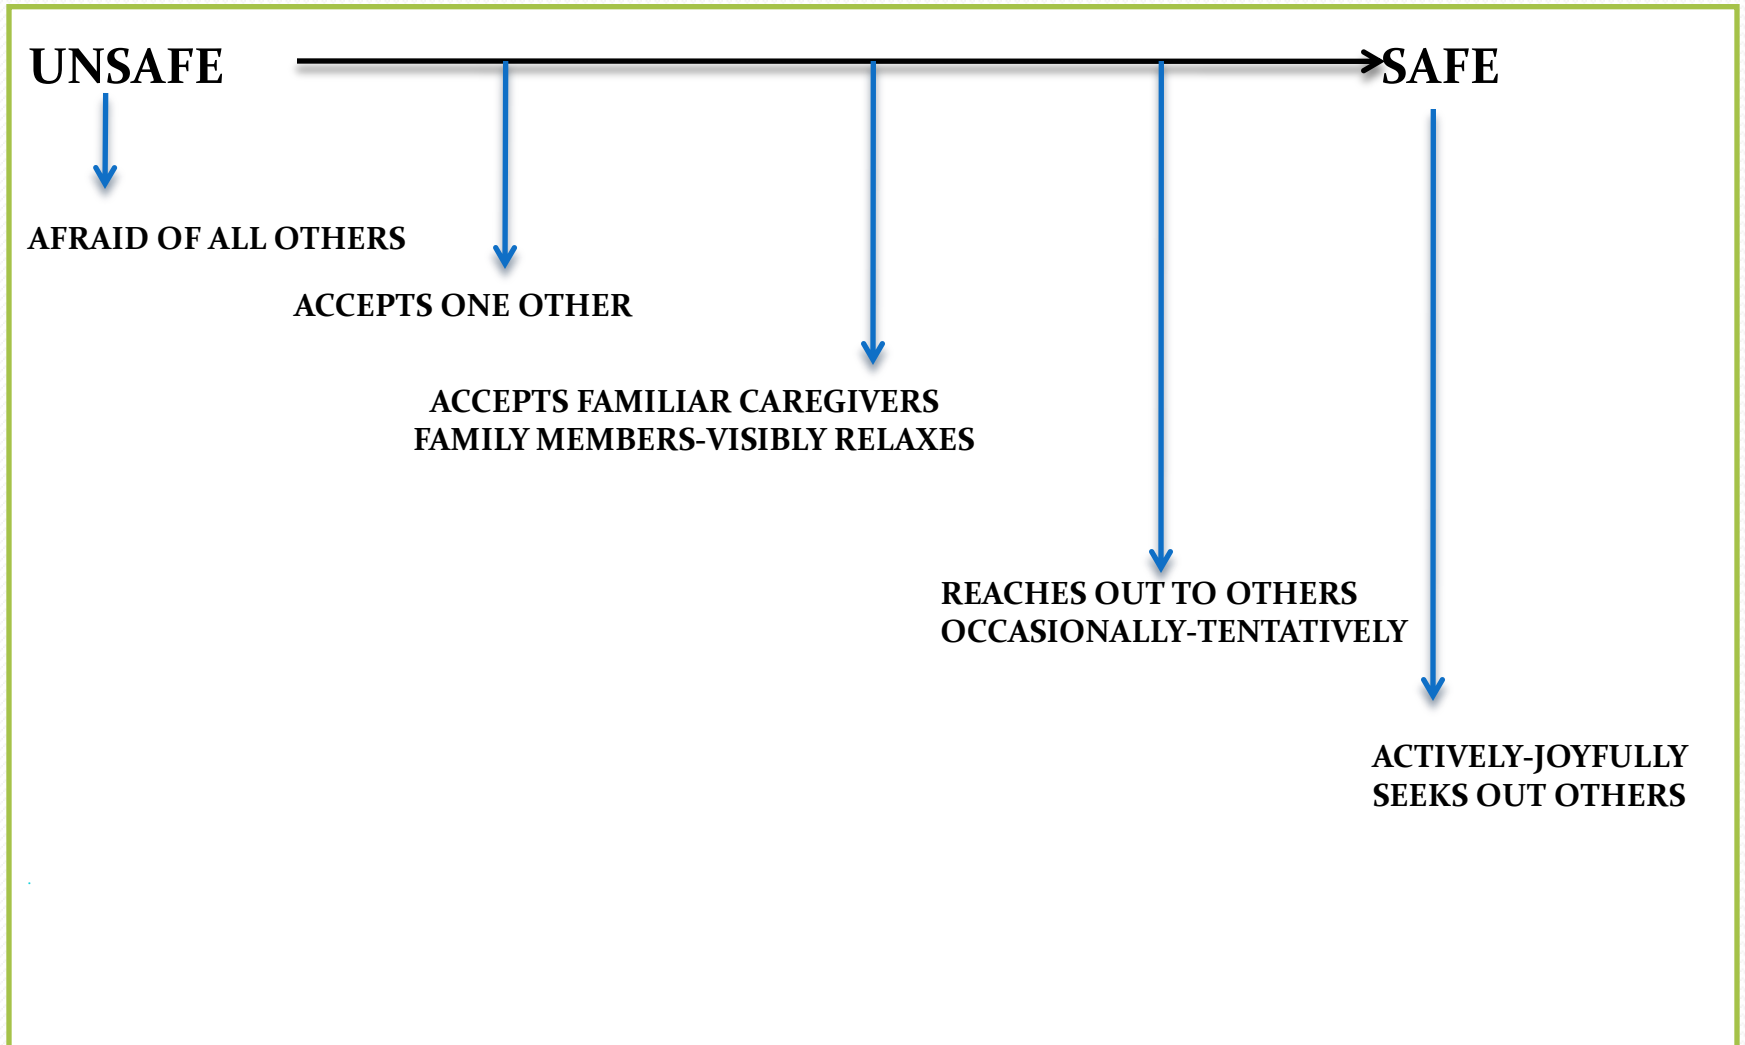 UNSAFE
SAFE
AFRAID OF ALL OTHERS
ACCEPTS ONE OTHER
ACCEPTS FAMILIAR CAREGIVERS
FAMILY MEMBERS-VISIBLY RELAXES
REACHES OUT TO OTHERS
OCCASIONALLY-TENTATIVELY
ACTIVELY-JOYFULLY
SEEKS OUT OTHERS
.